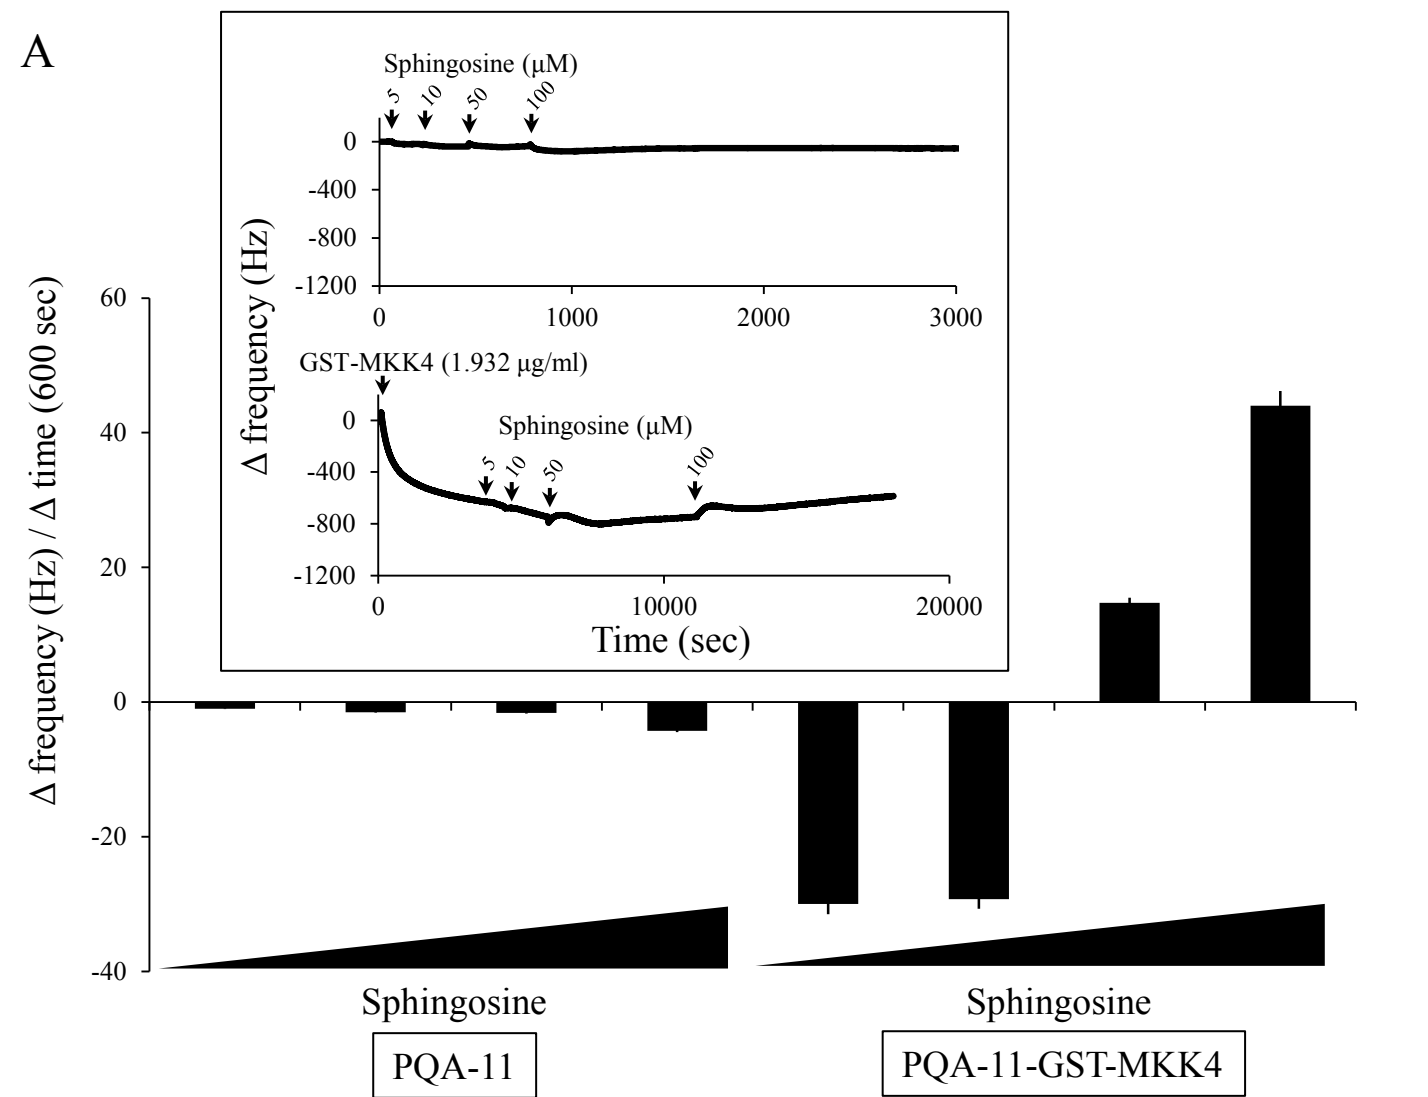 A
Sphingosine (μM)
5 10 50 100
0
-400
-800
-1200
0 1000 2000 3000
GST-MKK4 (1.932 μg/ml)
Sphingosine (μM)
5 10 50 100
0
-400
-800
-1200
0 10000 20000
Time (sec)
Δ frequency (Hz)
Δ frequency (Hz) / Δ time (600 sec)
60
40
20
0
-20
-40
Sphingosine Sphingosine
PQA-11 PQA-11-GST-MKK4